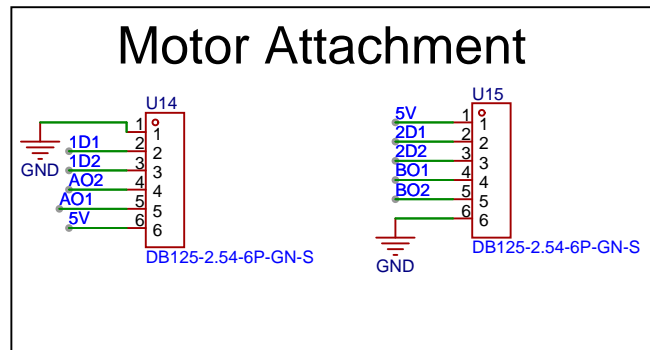 Motor Attachment
U14
1 1
1D1 2 2
1D2 3 3
AO2 4 4
AO1 5 5
5V 6 6
GND
DB125-2.54-6P-GN-S
U15
5V 1 1
2D1 2 2
2D2 3 3
BO1 4 4
BO2 5 5
6 6
GND
DB125-2.54-6P-GN-S